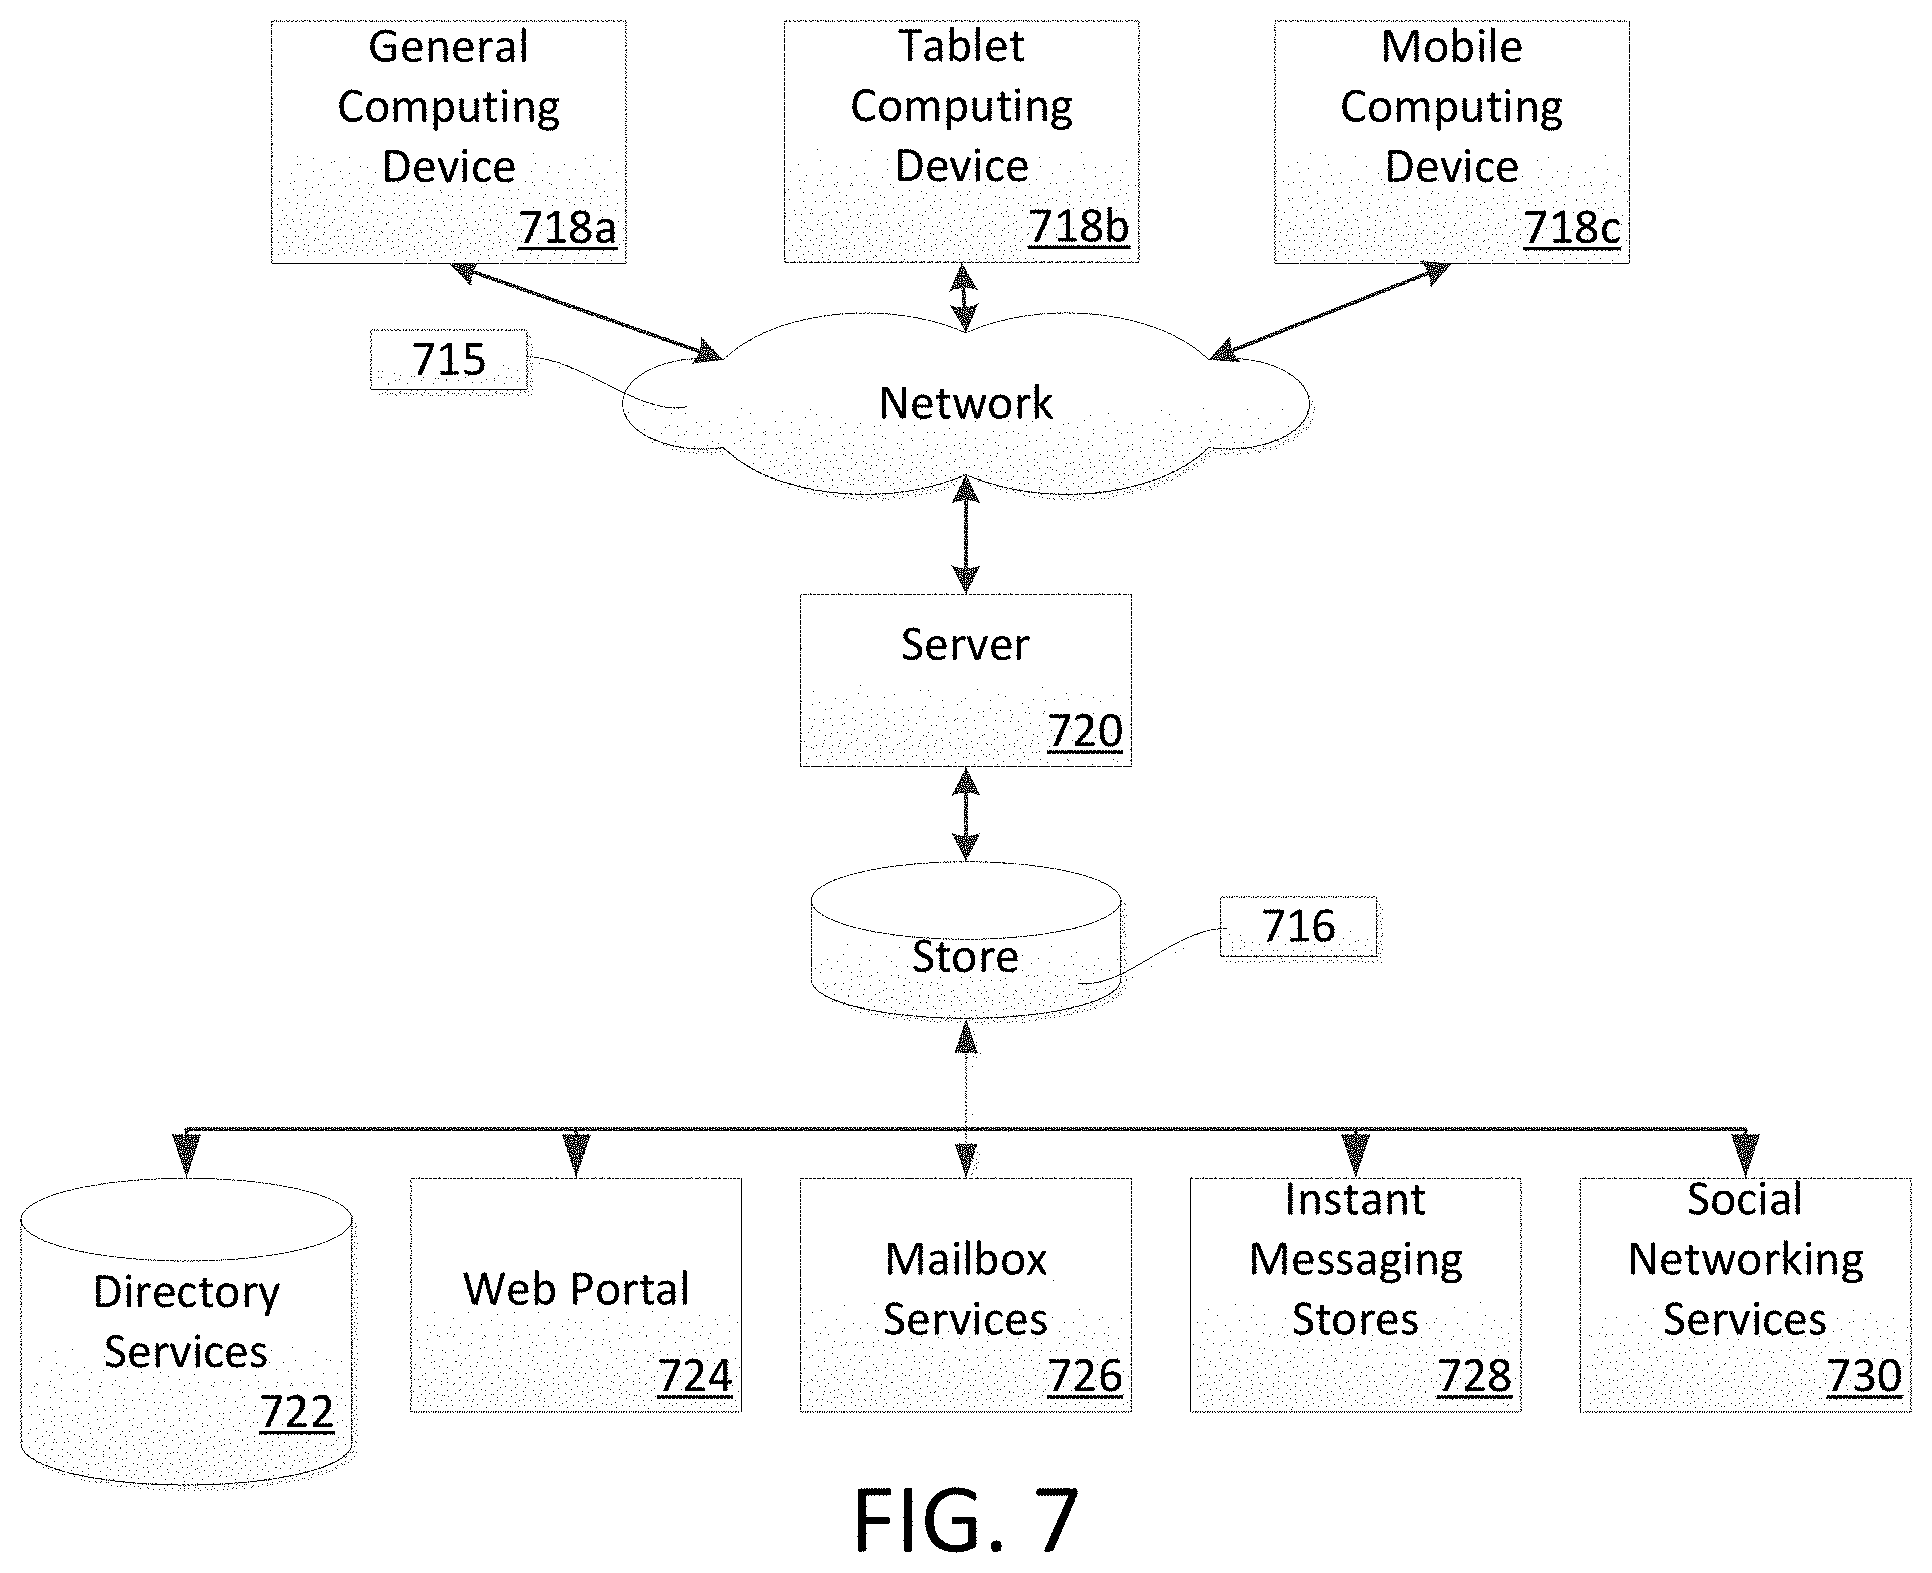 General
Computing
Device
718a
Tablet
Computing
Device
718b
Mobile
Computing
Device
718c
715
Network
Server
720
Store
716
Directory
Services
722
Web Portal
724
Mailbox
Services
726
Instant
Messaging
Stores
728
Social
Networking
Services
730
FIG. 7